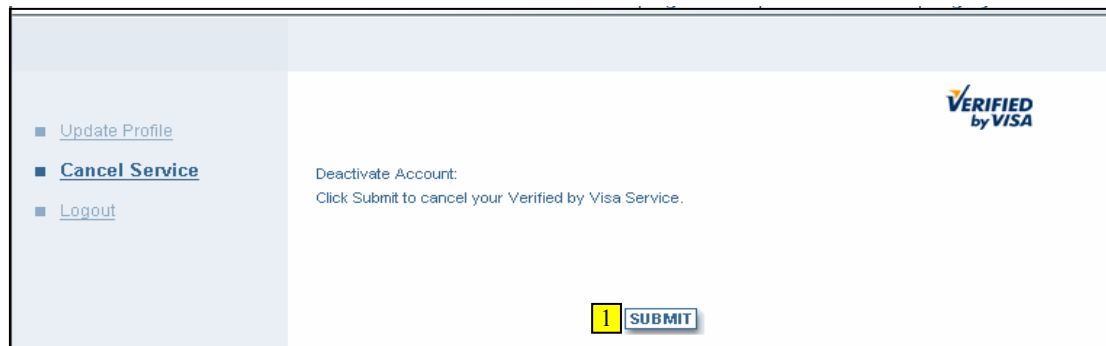 VERIFIED
by VISA
Update Profile
Cancel Service
Logout
Deactivate Account:
Click Submit to cancel your Verified by Visa Service.
1 SUBMIT